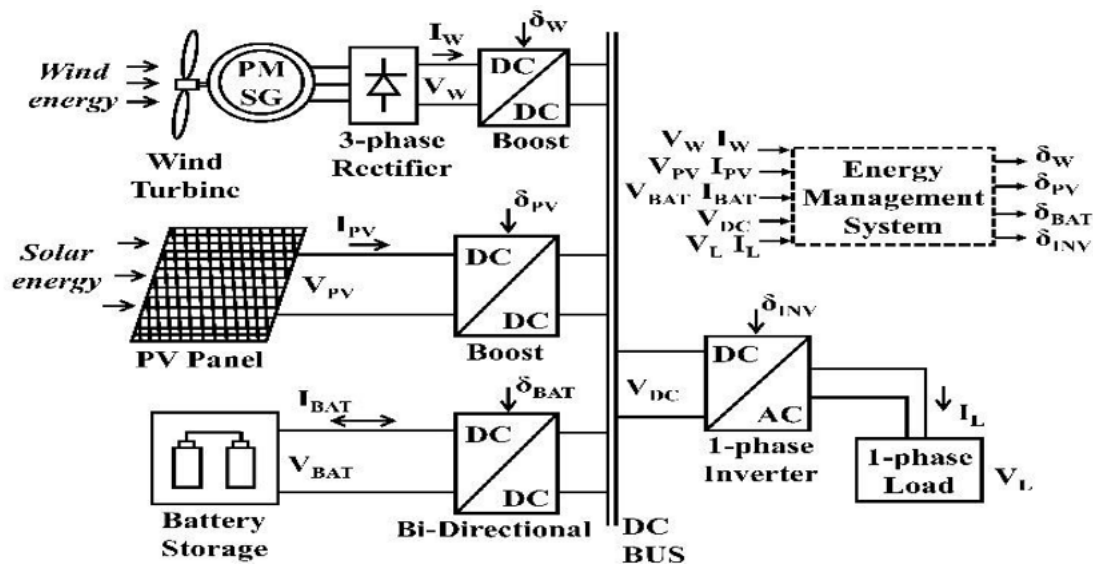 Wind
energy
PM
SG
Wind
Turbine
3-phase
Rectifier
I_W
V_W
δ_W
DC
DC
Boost
Solar
energy
PV Panel
I_PV
V_PV
δ_PV
DC
DC
Boost
I_BAT
V_BAT
Battery
Storage
δ_BAT
DC
DC
Bi-Directional
DC
BUS
V_W I_W
V_PV I_PV
V_BAT I_BAT
V_DC
V_L I_L
Energy
Management
System
δ_W
δ_PV
δ_BAT
δ_INV
V_DC
δ_INV
DC
AC
1-phase
Inverter
I_L
1-phase
Load
V_L